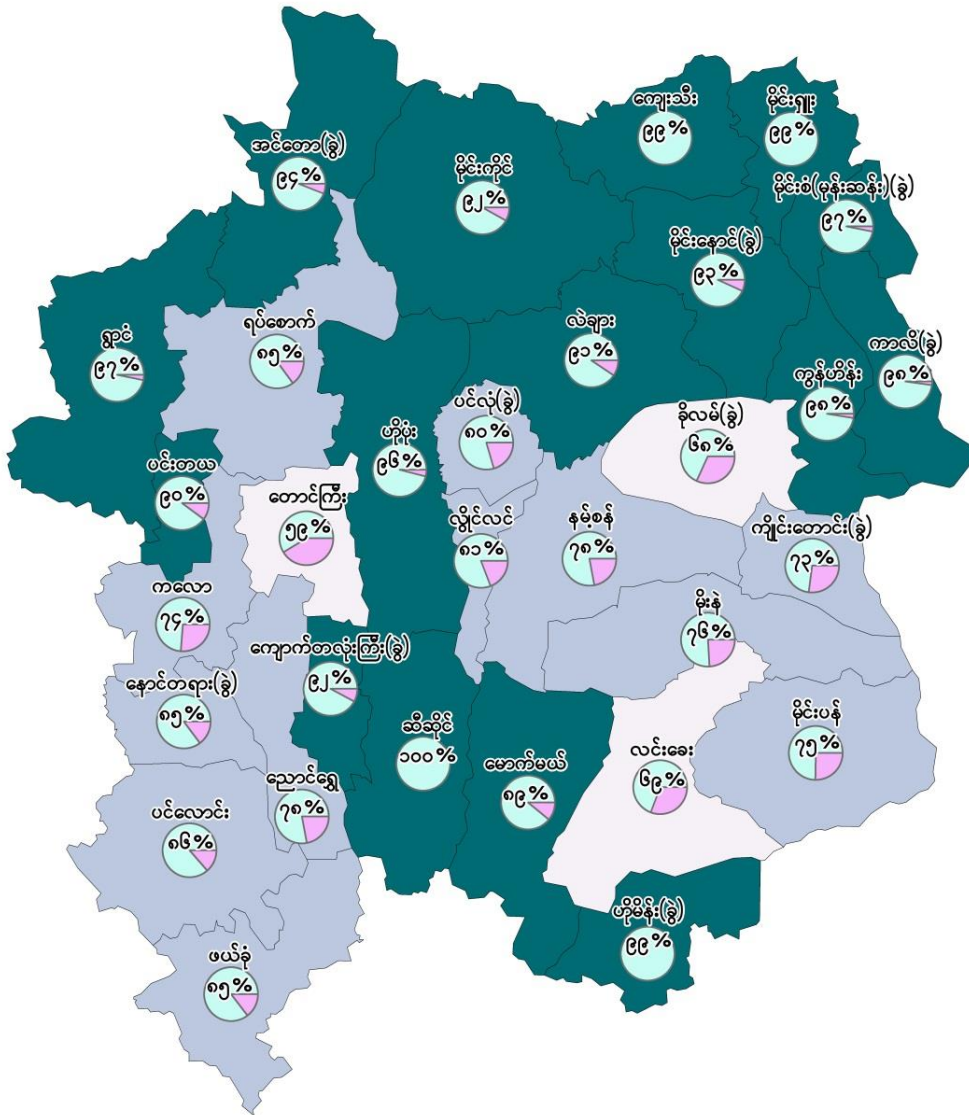 ကျေးသီး
၉၉%
မိုင်းရှူး
၉၉%
အင်တော(ခွဲ)
၉၄%
မိုင်းကိုင်
၉၂%
မိုင်းစံ(မုန်းဆန်း)(ခွဲ)
၉၇%
မိုင်းနောင်(ခွဲ)
၉၃%
ရပ်စောက်
၈၅%
လဲချား
၉၁%
ကာလိ(ခွဲ)
၉၈%
ရွာငံ
၉၇%
ကွန်ဟိန်း
၉၈%
ပင်လုံ(ခွဲ)
၈၀%
ခိုလမ်(ခွဲ)
၆၈%
ဟိုပုံး
၉၆%
ပင်းတယ
၉၀%
တောင်ကြီး
၅၉%
လွိုင်လင်
၈၁%
နမ့်စန်
၇၈%
ကျိုင်းတောင်း(ခွဲ)
၇၃%
ကလော
၇၄%
မိုးနဲ
၇၆%
ကျောက်တလုံးကြီး(ခွဲ)
၉၂%
နောင်တရား(ခွဲ)
၈၅%
ဆီဆိုင်
၁၀၀%
မိုင်းပန်
၇၅%
လင်းခေး
၆၉%
မောက်မယ်
၈၉%
ညောင်ရွှေ
၇၈%
ပင်လောင်း
၈၆%
ဟိုမိန်း(ခွဲ)
၉၉%
ဖယ်ခုံ
၈၅%